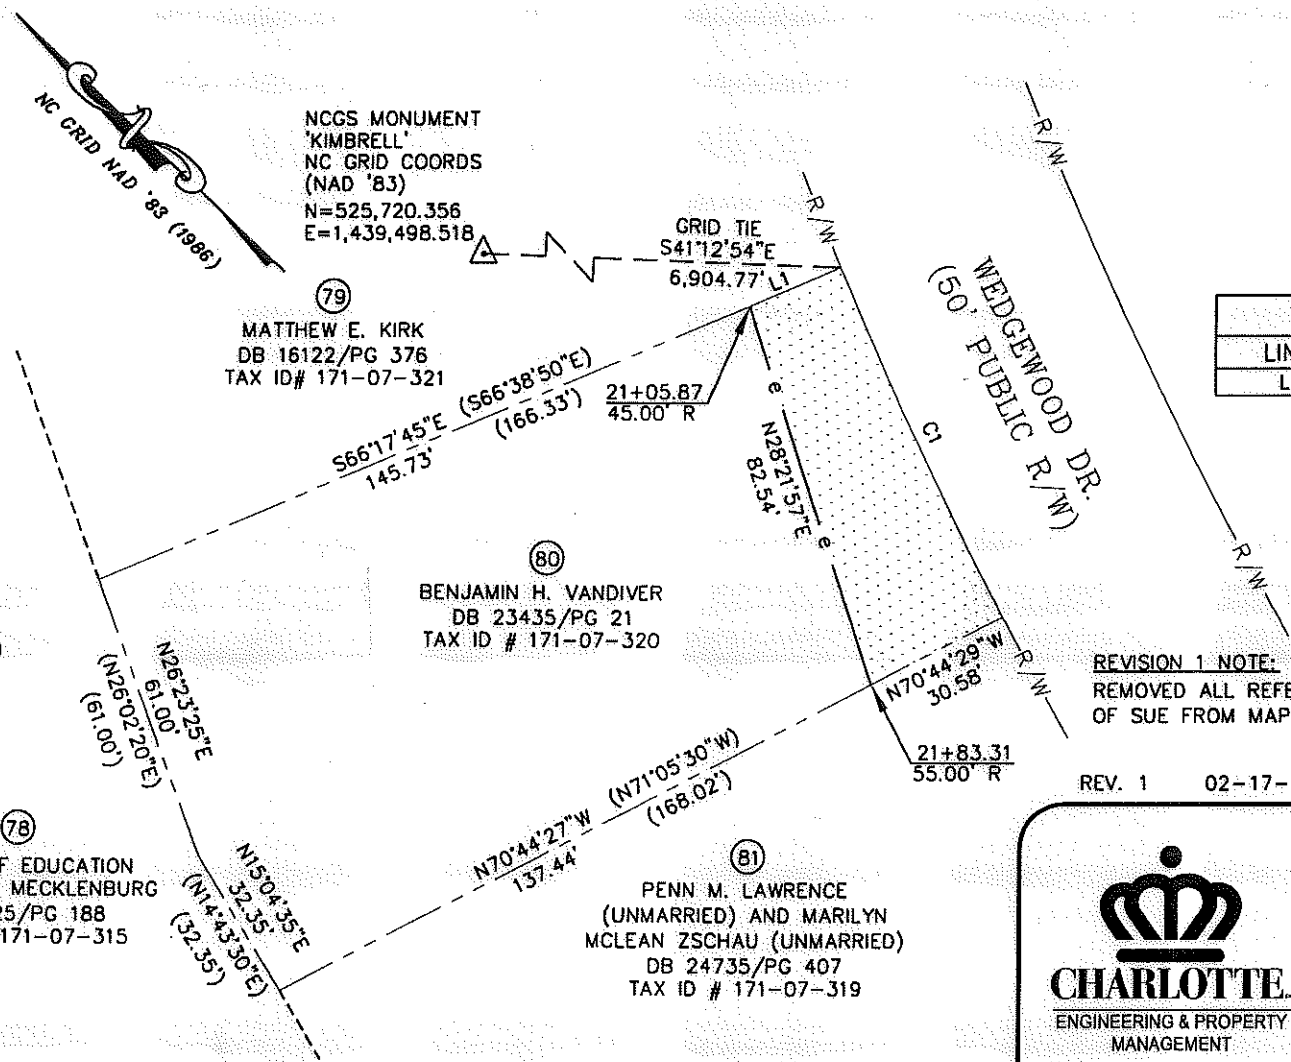 NC GRID NAD '83 (1986)
NCGS MONUMENT
'KIMBRELL'
NC GRID COORDS
(NAD '83)
N=525,720.356
E=1,439,498.518
GRID TIE
S41°12'54"E
6,904.77'
L1
R/W
R/W
WEDGEWOOD DR.
(50' PUBLIC R/W)
79
MATTHEW E. KIRK
DB 16122/PG 376
TAX ID# 171-07-321
S66°17'45"E (S66°38'50"E)
145.73' (166.33')
21+05.87
45.00' R
e
N28°21'57"E
82.54'
e
C1
R/W
R/W
80
BENJAMIN H. VANDIVER
DB 23435/PG 21
TAX ID # 171-07-320
N26°23'25"E
61.00'
(N26°02'20"E)
(61.00')
N70°44'29"W
30.58'
21+83.31
55.00' R
REVISION 1 NOTE:
REMOVED ALL REFE
OF SUE FROM MAP
REV. 1 02-17-
N70°44'27"W (N71°05'30"W)
137.44' (168.02')
78
F EDUCATION
MECKLENBURG
25/PG 188
171-07-315
N15°04'35"E
32.35'
(N14°43'30"E)
(32.35')
81
PENN M. LAWRENCE
(UNMARRIED) AND MARILYN
MCLEAN ZSCHAU (UNMARRIED)
DB 24735/PG 407
TAX ID # 171-07-319
LIN
L
CHARLOTTE
ENGINEERING & PROPERTY
MANAGEMENT